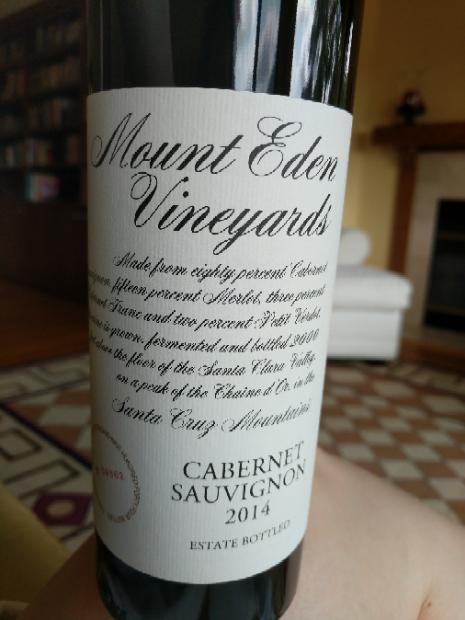 Mount Eden
Vineyards
Made from eighty percent Cabernet
fifteen percent Merlot, three percent
Franc and two percent Petit Verdot.
is grown, fermented and bottled 2000
above the floor of the Santa Clara Valley
on a peak of the Chaine d'Or, in the
Santa Cruz Mountains
CABERNET
SAUVIGNON
2014
ESTATE BOTTLED